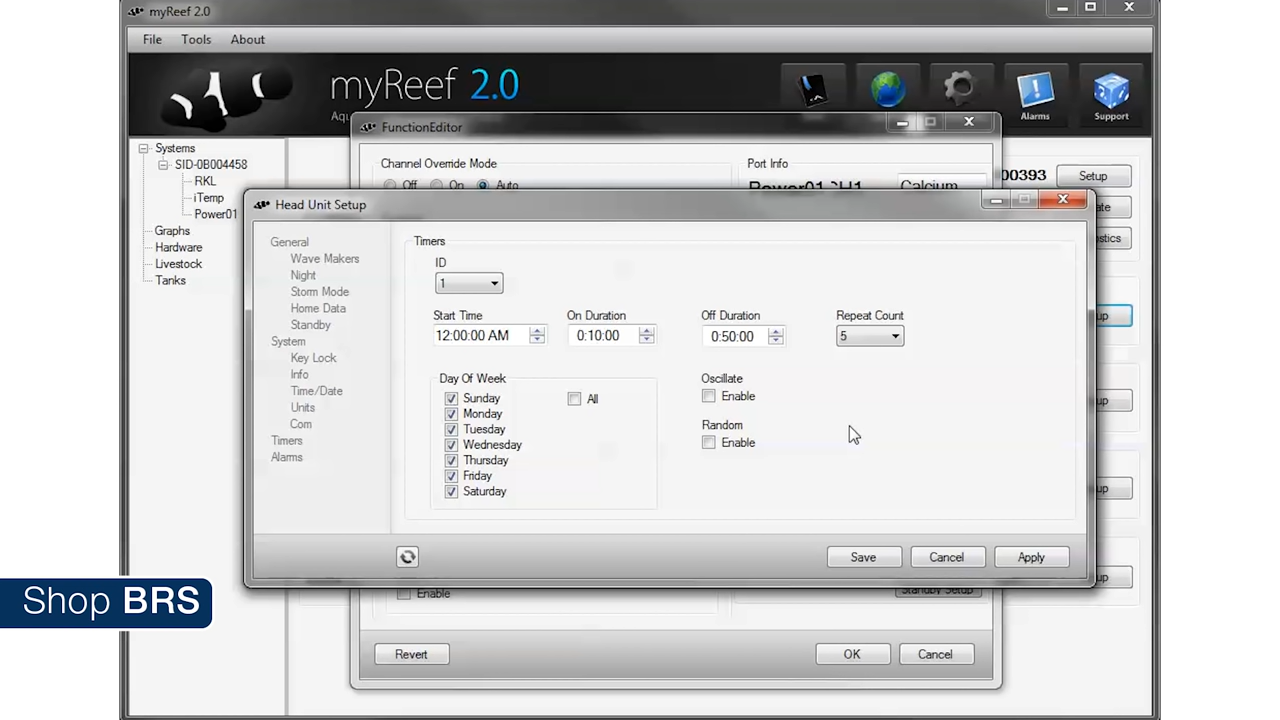 myReef 2.0
File Tools About
myReef 2.0
Alarms Support
FunctionEditor
Systems
SID-0B004458
RKL
iTemp
Power01
Graphs
Hardware
Livestock
Tanks
Channel Override Mode
Off On Auto
Port Info
Power01 CH1 Calcium
00393 Setup
Head Unit Setup
General
Wave Makers
Night
Storm Mode
Home Data
Standby
System
Key Lock
Info
Time/Date
Units
Com
Timers
Alarms
Timers
ID
1
Start Time On Duration Off Duration Repeat Count
12:00:00 AM 0:10:00 0:50:00 5
Day Of Week
Sunday All
Monday
Tuesday
Wednesday
Thursday
Friday
Saturday
Oscillate
Enable
Random
Enable
Save Cancel Apply
Enable Standby Setup
Revert OK Cancel
Shop BRS